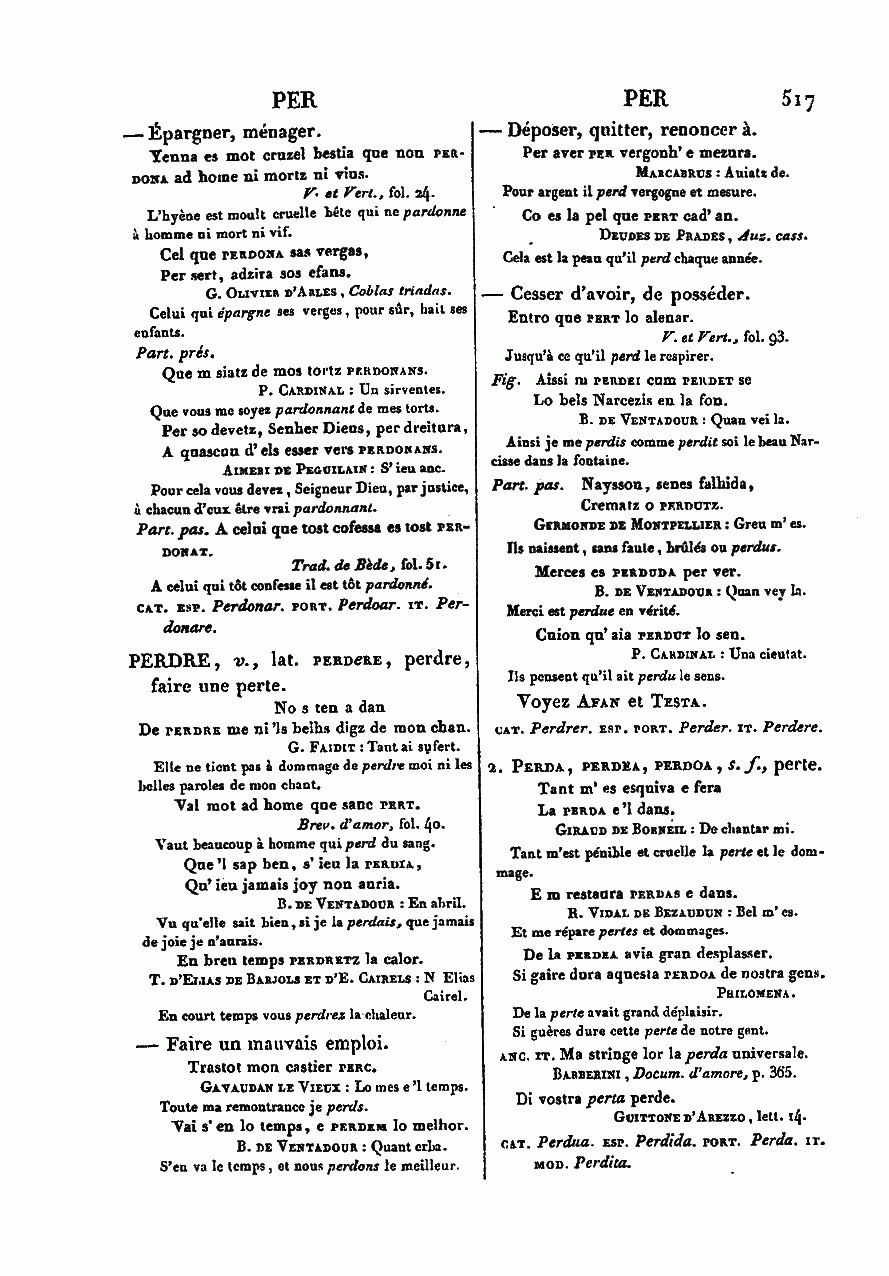 PER
PER 517
— Épargner, ménager.
Yenna es mot cruzel bestia que non PER-
DONA ad home ni mortz ni vius.
V. et Vert., fol. 24.
L'hyène est moult cruelle bête qui ne pardonne
à homme ni mort ni vif.
Cel que PERDONA sas vergas,
Per sert, adzira sos efans.
G. OLIVIER D'ARLES, Coblas triadas.
Celui qui épargne ses verges, pour sûr, hait ses
enfants.
Part. prés.
Que m siatz de mos tortz PERDONANS.
P. CARDINAL : Un sirventes.
Que vous me soyez pardonnant de mes torts.
Per so devetz, Senher Dieus, per dreitura,
A quascun d'els esser vers PERDONANS.
AIMERI DE PEGUILAIN : S'ieu anc.
Pour cela vous devez, Seigneur Dieu, par justice,
à chacun d'eux être vrai pardonnant.
Part. pas. A celui que tost cofessa es tost PER-
DONAT.
Trad. de Bède, fol. 51.
A celui qui tôt confesse il est tôt pardonné.
CAT. ESP. Perdonar. PORT. Perdoar. IT. Per-
donare.
PERDRE, v., lat. PERDeRE, perdre,
faire une perte.
No s ten a dan
De PERDRE me ni 'ls belhs digz de mon chan.
G. FAIDIT : Tant ai sufert.
Elle ne tient pas à dommage de perdre moi ni les
belles paroles de mon chant.
Val mot ad home que sanc PERT.
Brev. d'amor, fol. 40.
Vaut beaucoup à homme qui perd du sang.
Que 'l sap ben, s'ieu la PERDIA,
Qu'ieu jamais joy non auria.
B. DE VENTADOUR : En abril.
Vu qu'elle sait bien, si je la perdais, que jamais
de joie je n'aurais.
En breu temps PERDRETZ la calor.
T. D'ELIAS DE BARJOLS ET D'E. CAIRELS : N Elias
Cairel.
En court temps vous perdrez la chaleur.
— Faire un mauvais emploi.
Trastot mon castier PERC.
GAVAUDAN LE VIEUX : Lo mes e 'l temps.
Toute ma remontrance je perds.
Vai s'en lo temps, e PERDEM lo melhor.
B. DE VENTADOUR : Quant erba.
S'en va le temps, et nous perdons le meilleur.
— Déposer, quitter, renoncer à.
Per aver PER vergonh' e mezura.
MARCABRUS : Auiatz de.
Pour argent il perd vergogne et mesure.
Co es la pel que PERT cad' an.
DEUDES DE PRADES, Auz. cass.
Cela est la peau qu'il perd chaque année.
— Cesser d'avoir, de posséder.
Entro que PERT lo alenar.
V. et Vert., fol. 93.
Jusqu'à ce qu'il perd le respirer.
Fig. Aissi m PERDEI cum PERDET se
Lo bels Narcezis en la fon.
B. DE VENTADOUR : Quan vei la.
Ainsi je me perdis comme perdit soi le beau Nar-
cisse dans la fontaine.
Part. pas. Naysson, senes falhida,
Crematz o PERDUTZ.
GERMONDE DE MONTPELLIER : Greu m'es.
Ils naissent, sans faute, brûlés ou perdus.
Merces es PERDUDA per ver.
B. DE VENTADOUR : Quan vey la.
Merci est perdue en vérité.
Cuion qu'aia PERDUT lo sen.
P. CARDINAL : Una cieutat.
Ils pensent qu'il ait perdu le sens.
Voyez AFAN et TESTA.
CAT. Perdrer. ESP. PORT. Perder. IT. Perdere.
2. PERDA, PERDEA, PERDOA, s. f., perte.
Tant m'es esquiva e fera
La PERDA e 'l dans.
GIRAUD DE BORNEIL : De chantar mi.
Tant m'est pénible et cruelle la perte et le dom-
mage.
E m restaura PERDAS e dans.
R. VIDAL DE BEZAUDUN : Bel m'es.
Et me répare pertes et dommages.
De la PERDEA avia gran desplasser.
Si gaire dura aquesta PERDOA de nostra gens.
PHILOMENA.
De la perte avait grand déplaisir.
Si guères dure cette perte de notre gent.
ANC. IT. Ma stringe lor la perda universale.
BARBERINI, Docum. d'amore, p. 365.
Di vostra perta perde.
GUITTONE D'AREZZO, lett. 14.
CAT. Perdua. ESP. Perdida. PORT. Perda. IT.
MOD. Perdita.